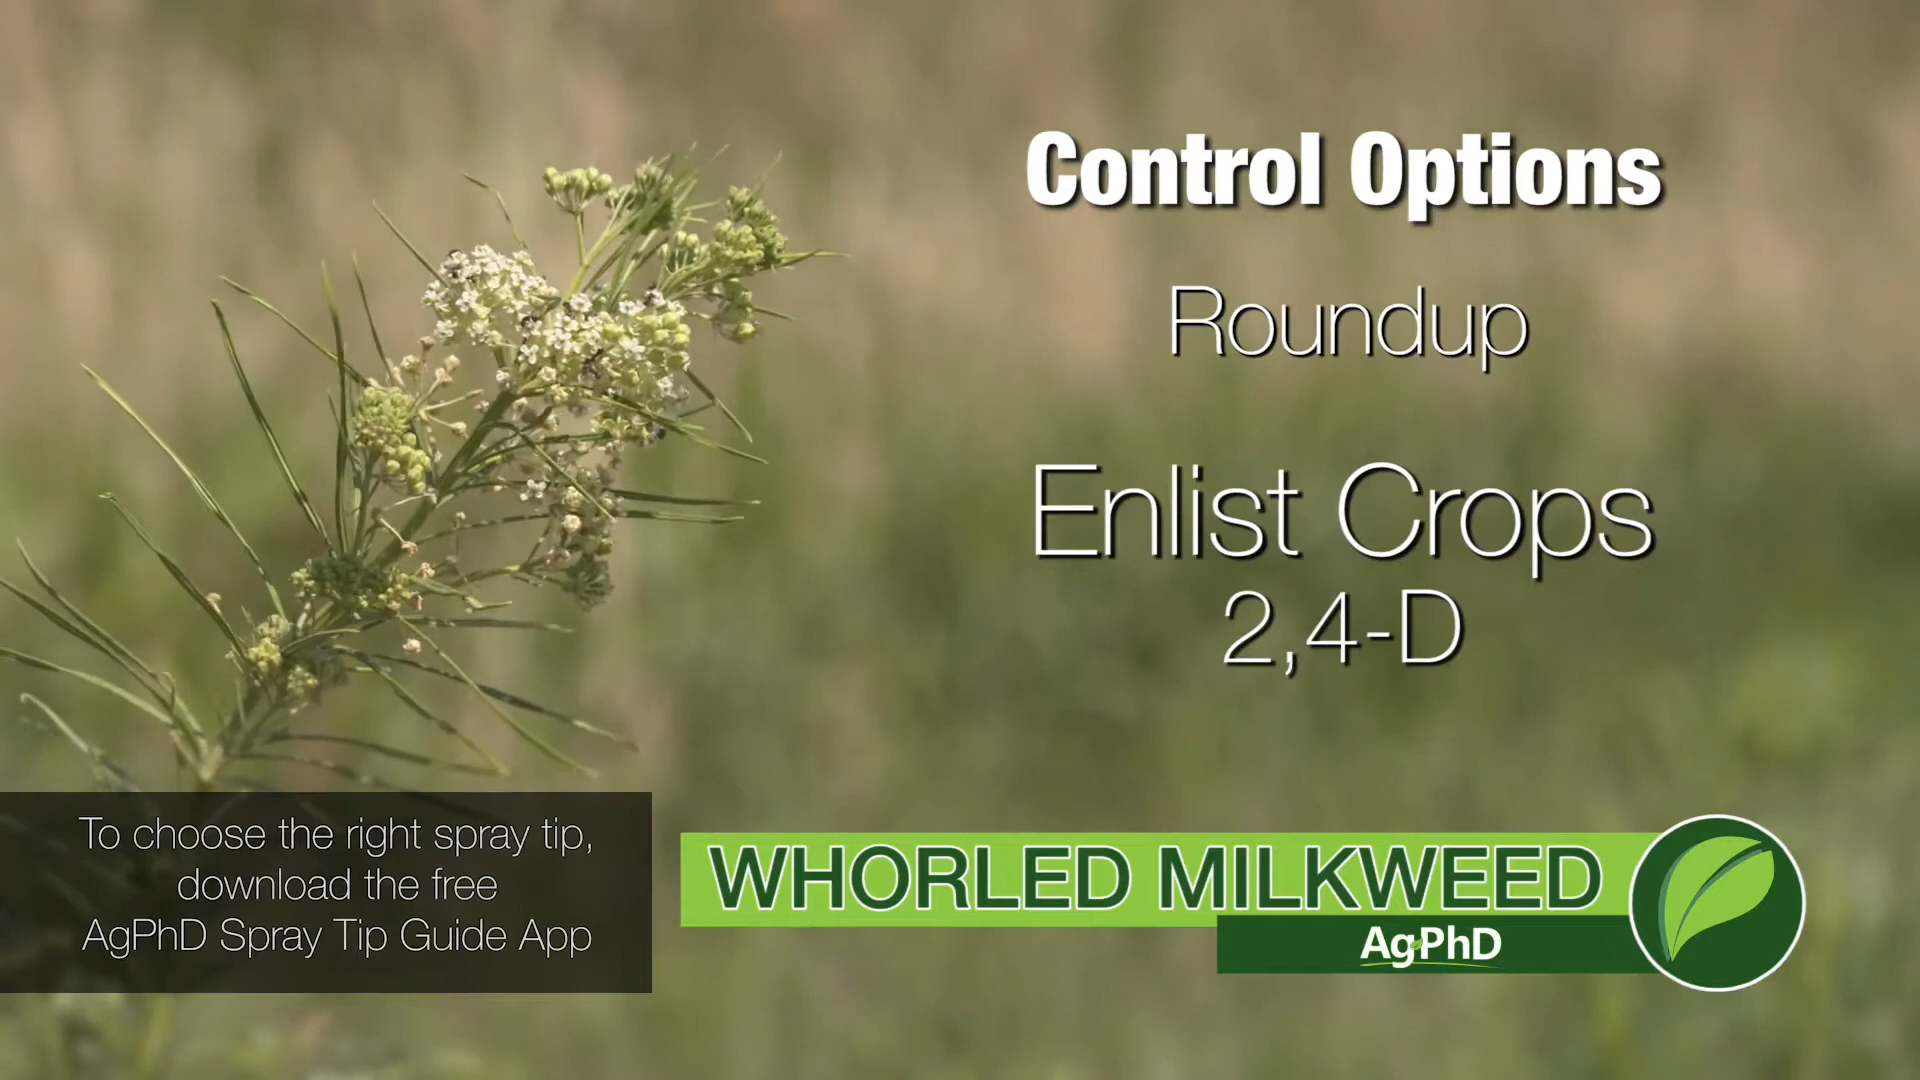 Control Options
Roundup
Enlist Crops
2,4-D
To choose the right spray tip,
download the free
AgPhD Spray Tip Guide App
WHORLED MILKWEED
AgPhD